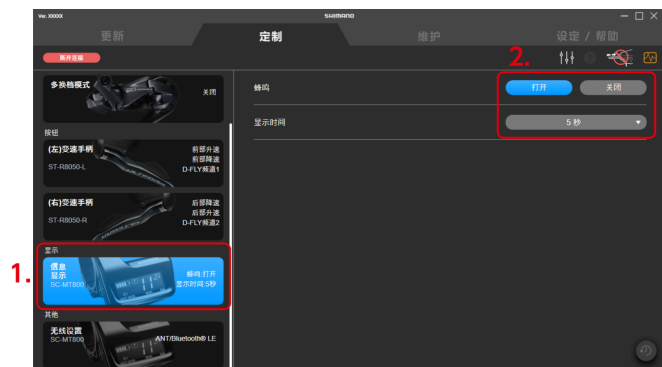 Ver. XXXXX
SHIMANO
更新
定制
维护
设定 / 帮助
断开连接
2.
多换档模式
关闭
蜂鸣
打开
关闭
显示时间
5 秒
按钮
(左)变速手柄
ST-R8050-L
前部升速
前部降速
D-FLY频道1
(右)变速手柄
ST-R8050-R
后部降速
后部升速
D-FLY频道2
显示
1.
信息
显示
SC-MT800
蜂鸣:打开
显示时间:5秒
其他
无线设置
SC-MT800
ANT/Bluetooth® LE